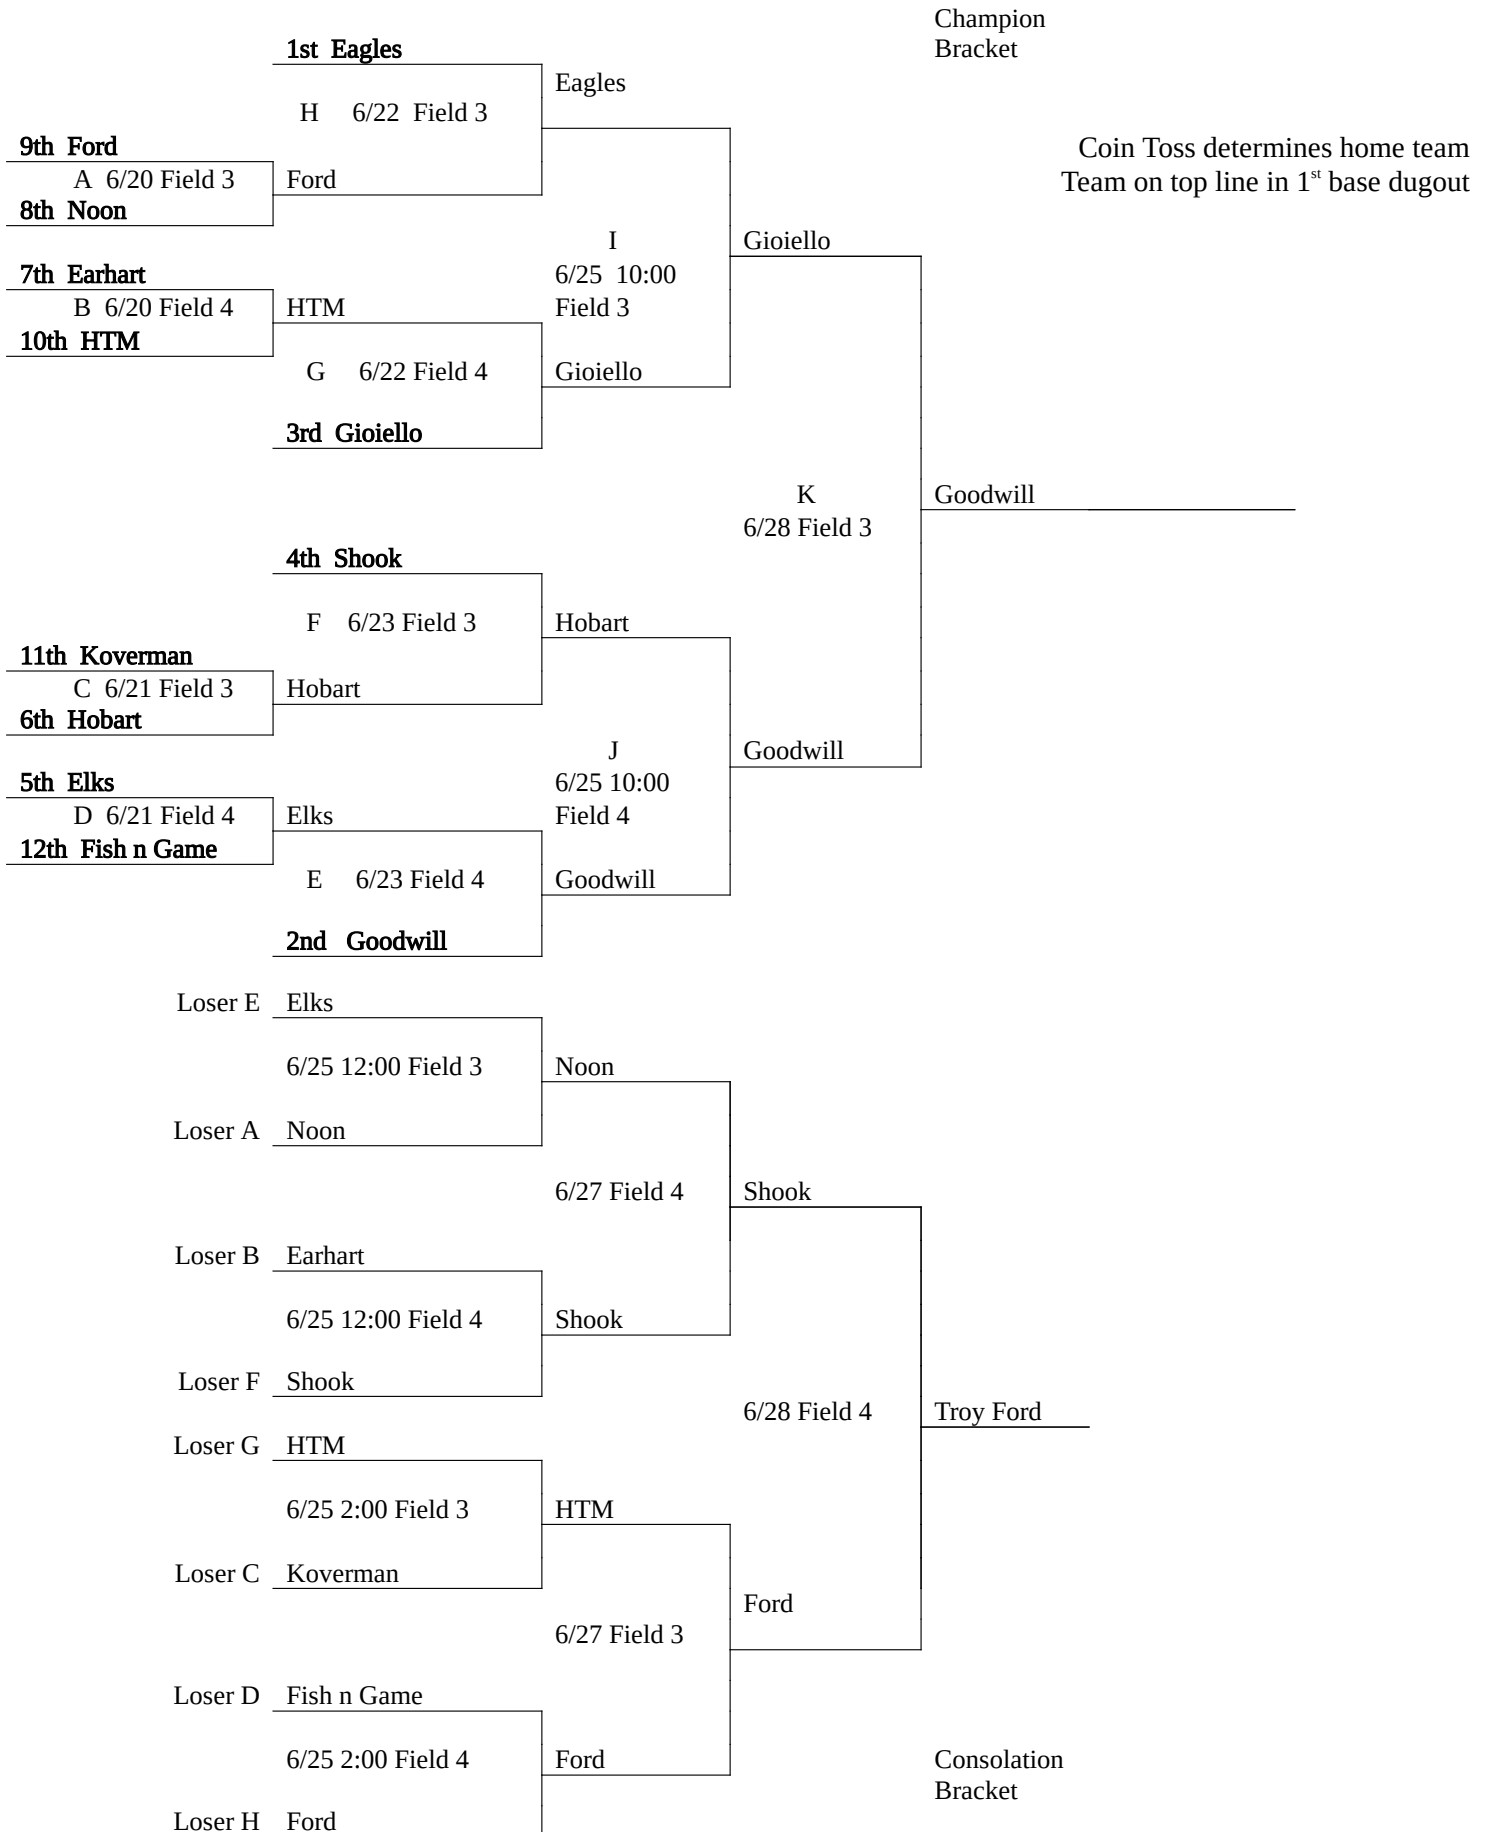 Champion
Bracket
1st Eagles
Eagles
H 6/22 Field 3
9th Ford
Coin Toss determines home team
A 6/20 Field 3
Ford
Team on top line in 1st base dugout
8th Noon
I
Gioiello
7th Earhart
6/25 10:00
B 6/20 Field 4
HTM
Field 3
10th HTM
G 6/22 Field 4
Gioiello
3rd Gioiello
K
Goodwill
6/28 Field 3
4th Shook
F 6/23 Field 3
Hobart
11th Koverman
C 6/21 Field 3
Hobart
6th Hobart
J
Goodwill
5th Elks
6/25 10:00
D 6/21 Field 4
Elks
Field 4
12th Fish n Game
E 6/23 Field 4
Goodwill
2nd Goodwill
Loser E Elks
6/25 12:00 Field 3
Noon
Loser A Noon
6/27 Field 4
Shook
Loser B Earhart
6/25 12:00 Field 4
Shook
Loser F Shook
6/28 Field 4
Troy Ford
Loser G HTM
6/25 2:00 Field 3
HTM
Loser C Koverman
Ford
6/27 Field 3
Loser D Fish n Game
6/25 2:00 Field 4
Ford
Consolation
Bracket
Loser H Ford